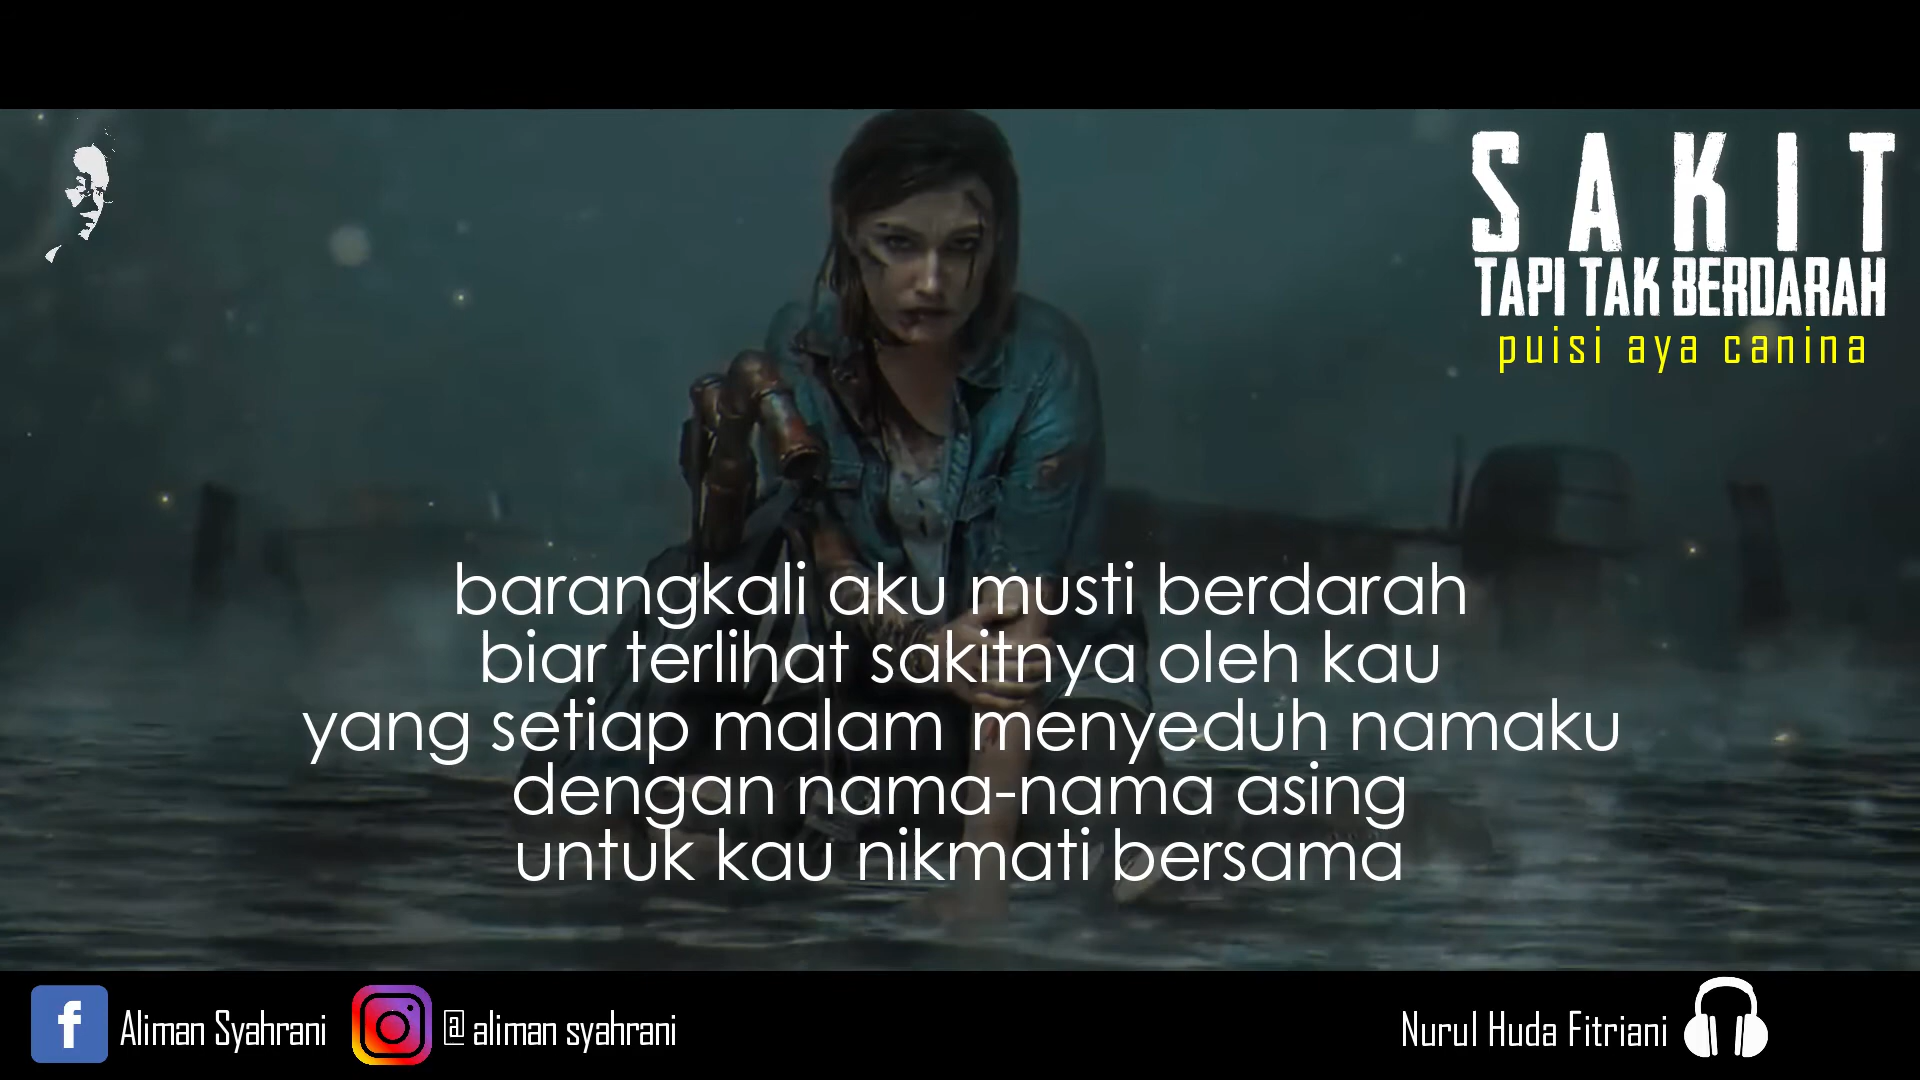 SAKIT
TAPI TAK BERDARAH
puisi aya canina
barangkali aku musti berdarah
biar terlihat sakitnya oleh kau
yang setiap malam menyeduh namaku
dengan nama-nama asing
untuk kau nikmati bersama
f Aliman Syahrani @aliman syahrani Nurul Huda Fitriani